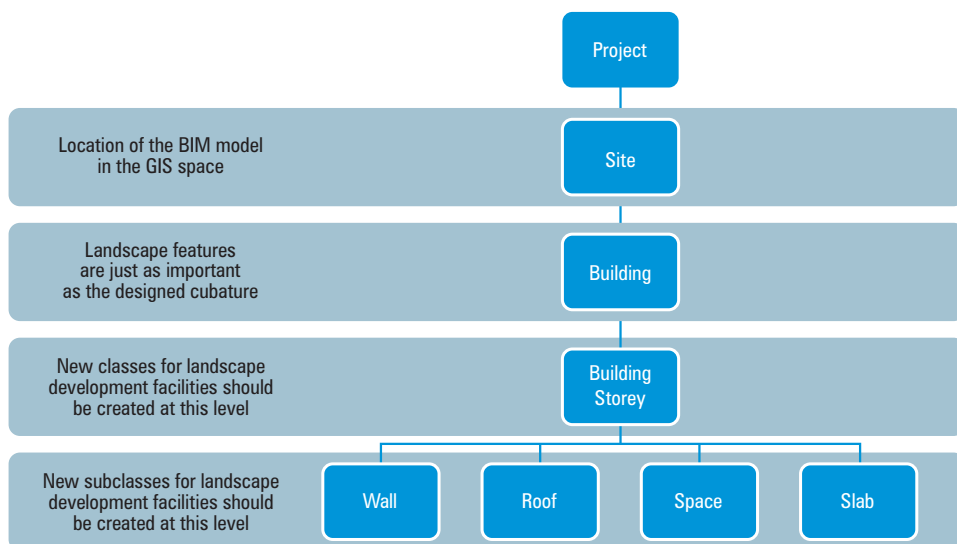 Project
Location of the BIM model
in the GIS space
Site
Landscape features
are just as important
as the designed cubature
Building
New classes for landscape
development facilities should
be created at this level
Building
Storey
New subclasses for landscape
development facilities should
be created at this level
Wall
Roof
Space
Slab